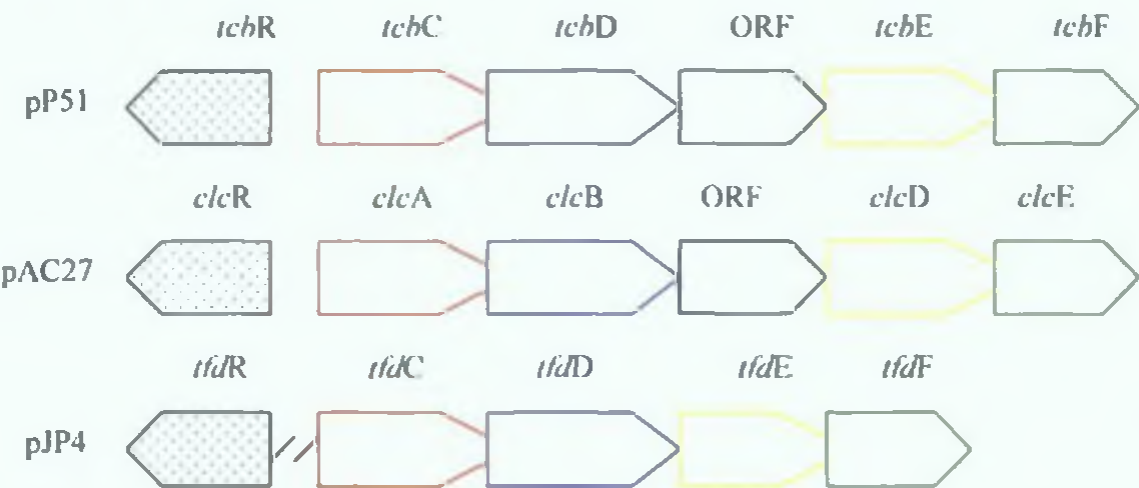 tcbR tcbC tcbD ORF tcbE tcbF
pP51
clcR clcA clcB ORF clcD clcE
pAC27
tfdR tfdC tfdD tfdE tfdF
pJP4